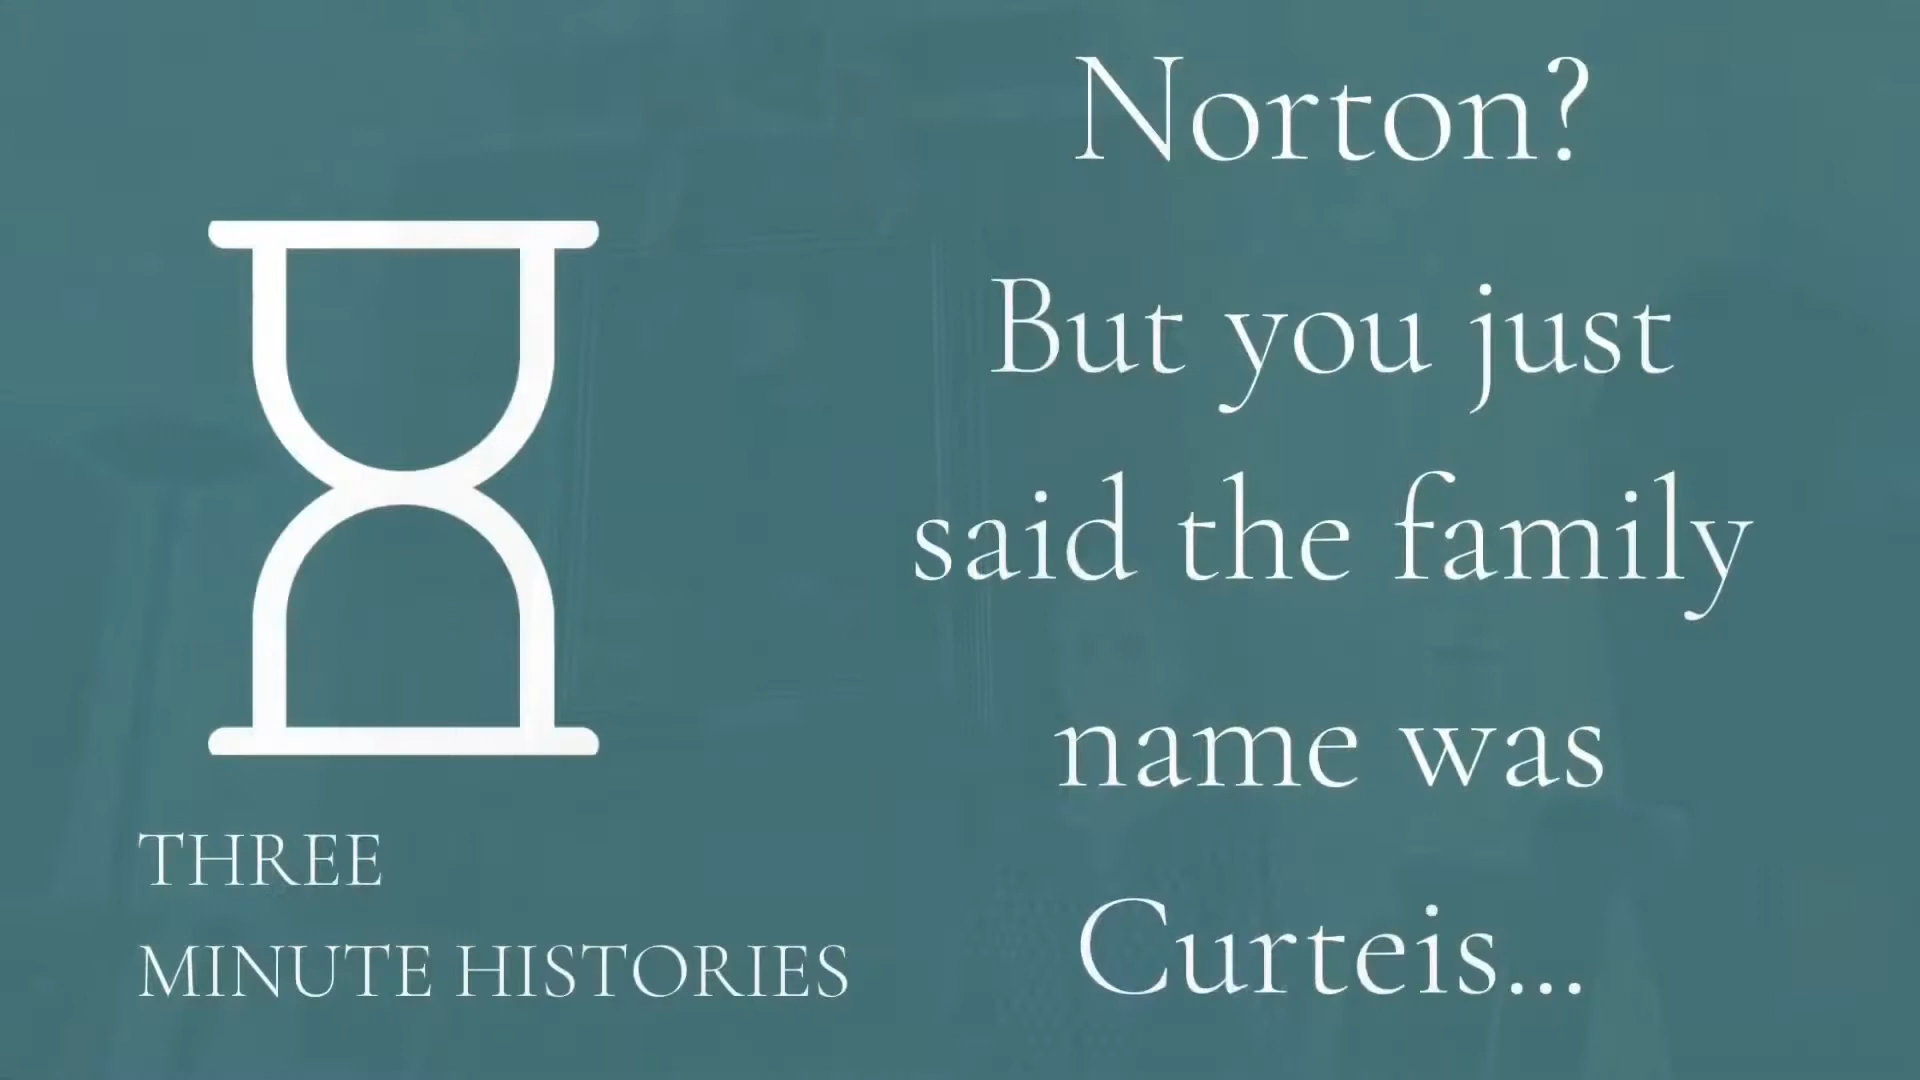 Norton?
But you just
said the family
name was
Curteis...
THREE
MINUTE HISTORIES